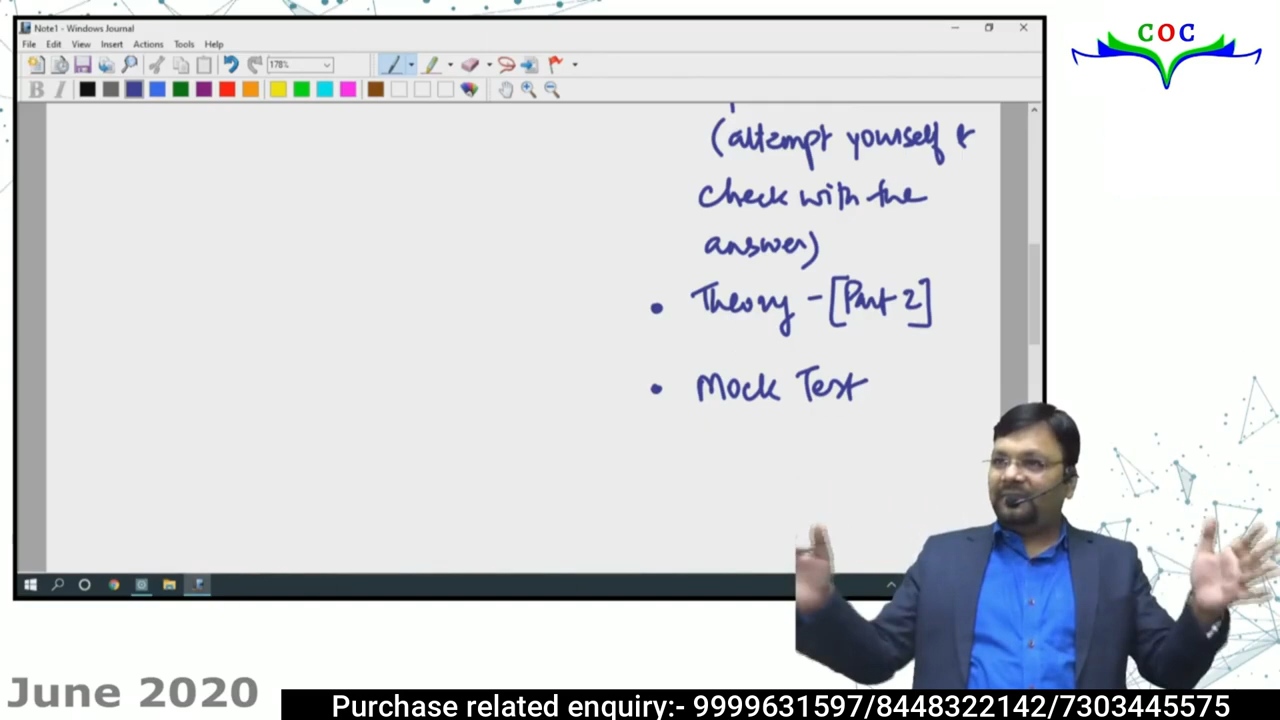 Note1 - Windows Journal
COC
File Edit View Insert Actions Tools Help
178%
B I
(attempt yourself &
check with the
answer)
• Theory - [Part 2]
• Mock Test
June 2020
Purchase related enquiry:- 9999631597/8448322142/7303445575